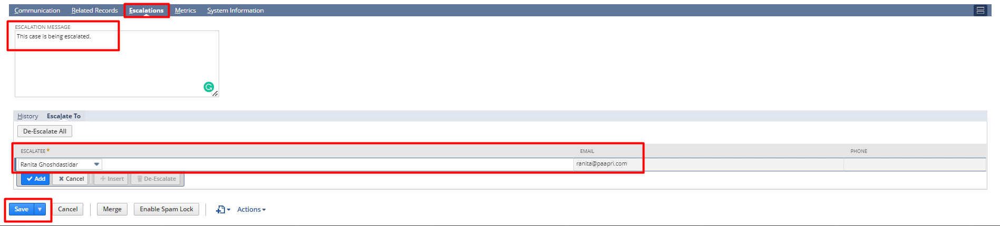 Communication Related Records Escalations Metrics System Information
ESCALATION MESSAGE
This case is being escalated.
History Escalate To
De-Escalate All
ESCALATEE* EMAIL PHONE
Ranita Ghoshdastidar ranita@paapri.com
Add Cancel Insert De-Escalate
Save Cancel Merge Enable Spam Lock Actions